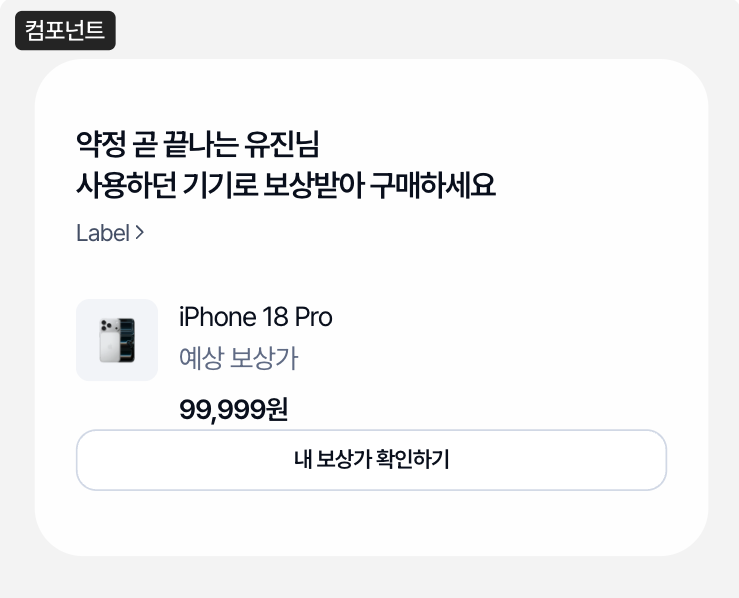 컴포넌트
약정 곧 끝나는 유진님
사용하던 기기로 보상받아 구매하세요
Label >
iPhone 18 Pro
예상 보상가
99,999원
내 보상가 확인하기